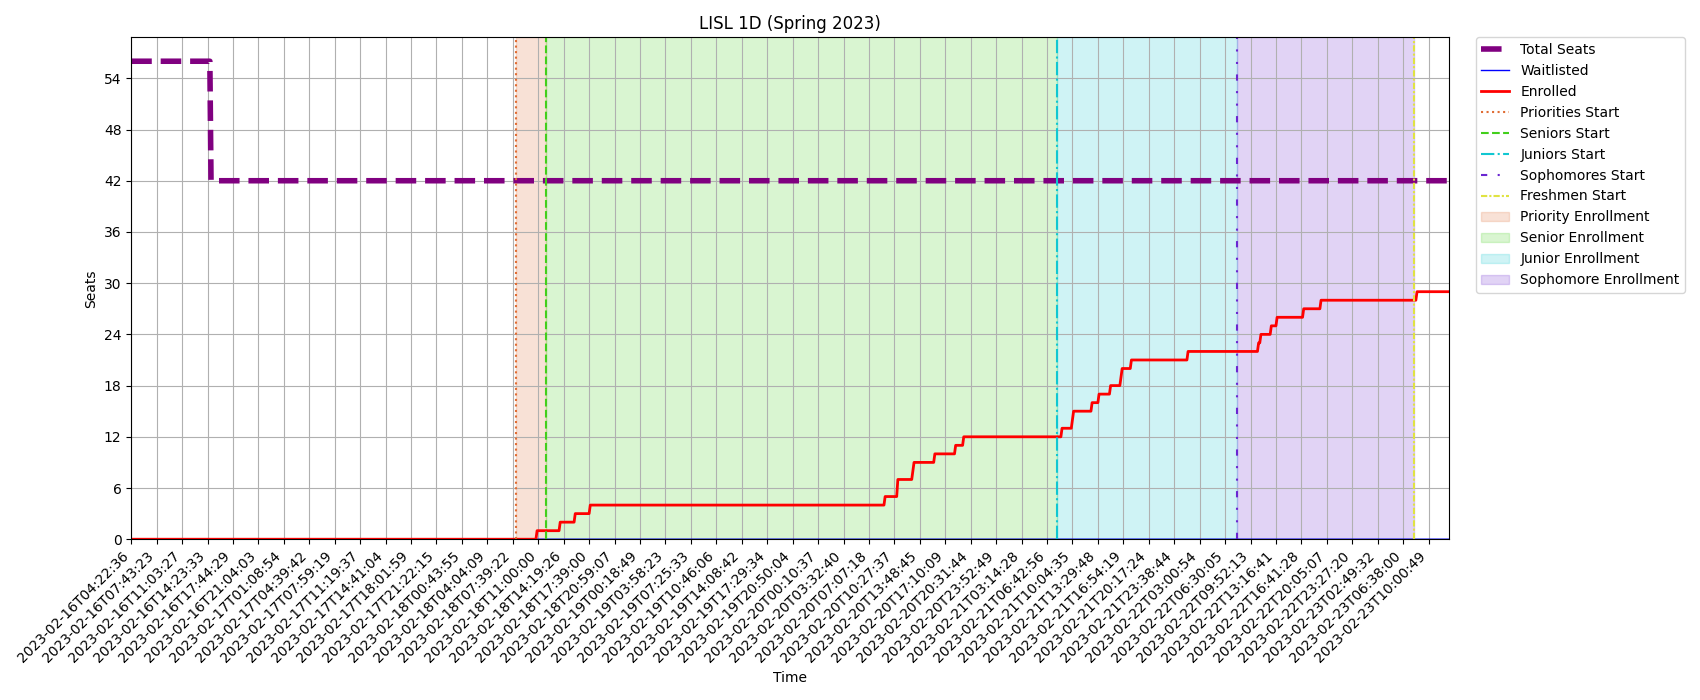 LISL 1D (Spring 2023)
Seats
54
48
42
36
30
24
18
12
6
0
2023-02-16T04:22:36
2023-02-16T07:43:23
2023-02-16T11:03:27
2023-02-16T14:23:33
2023-02-16T17:44:29
2023-02-16T21:04:03
2023-02-17T01:08:54
2023-02-17T04:39:42
2023-02-17T07:59:19
2023-02-17T11:19:37
2023-02-17T14:41:04
2023-02-17T18:01:59
2023-02-17T21:22:15
2023-02-18T00:43:55
2023-02-18T04:04:09
2023-02-18T07:39:22
2023-02-18T11:00:00
2023-02-18T14:19:26
2023-02-18T17:39:00
2023-02-18T20:59:07
2023-02-19T00:18:49
2023-02-19T03:58:23
2023-02-19T07:25:33
2023-02-19T10:46:06
2023-02-19T14:08:42
2023-02-19T17:29:34
2023-02-19T20:50:04
2023-02-20T00:10:37
2023-02-20T03:32:40
2023-02-20T07:07:18
2023-02-20T10:27:37
2023-02-20T13:48:45
2023-02-20T17:10:09
2023-02-20T20:31:44
2023-02-20T23:52:49
2023-02-21T03:14:28
2023-02-21T06:42:56
2023-02-21T10:04:35
2023-02-21T13:29:48
2023-02-21T16:54:19
2023-02-21T20:17:24
2023-02-21T23:38:44
2023-02-22T03:00:54
2023-02-22T06:30:05
2023-02-22T09:52:13
2023-02-22T13:16:41
2023-02-22T16:41:28
2023-02-22T20:05:07
2023-02-22T23:27:20
2023-02-23T02:49:32
2023-02-23T06:38:00
2023-02-23T10:00:49
Time
Total Seats
Waitlisted
Enrolled
Priorities Start
Seniors Start
Juniors Start
Sophomores Start
Freshmen Start
Priority Enrollment
Senior Enrollment
Junior Enrollment
Sophomore Enrollment